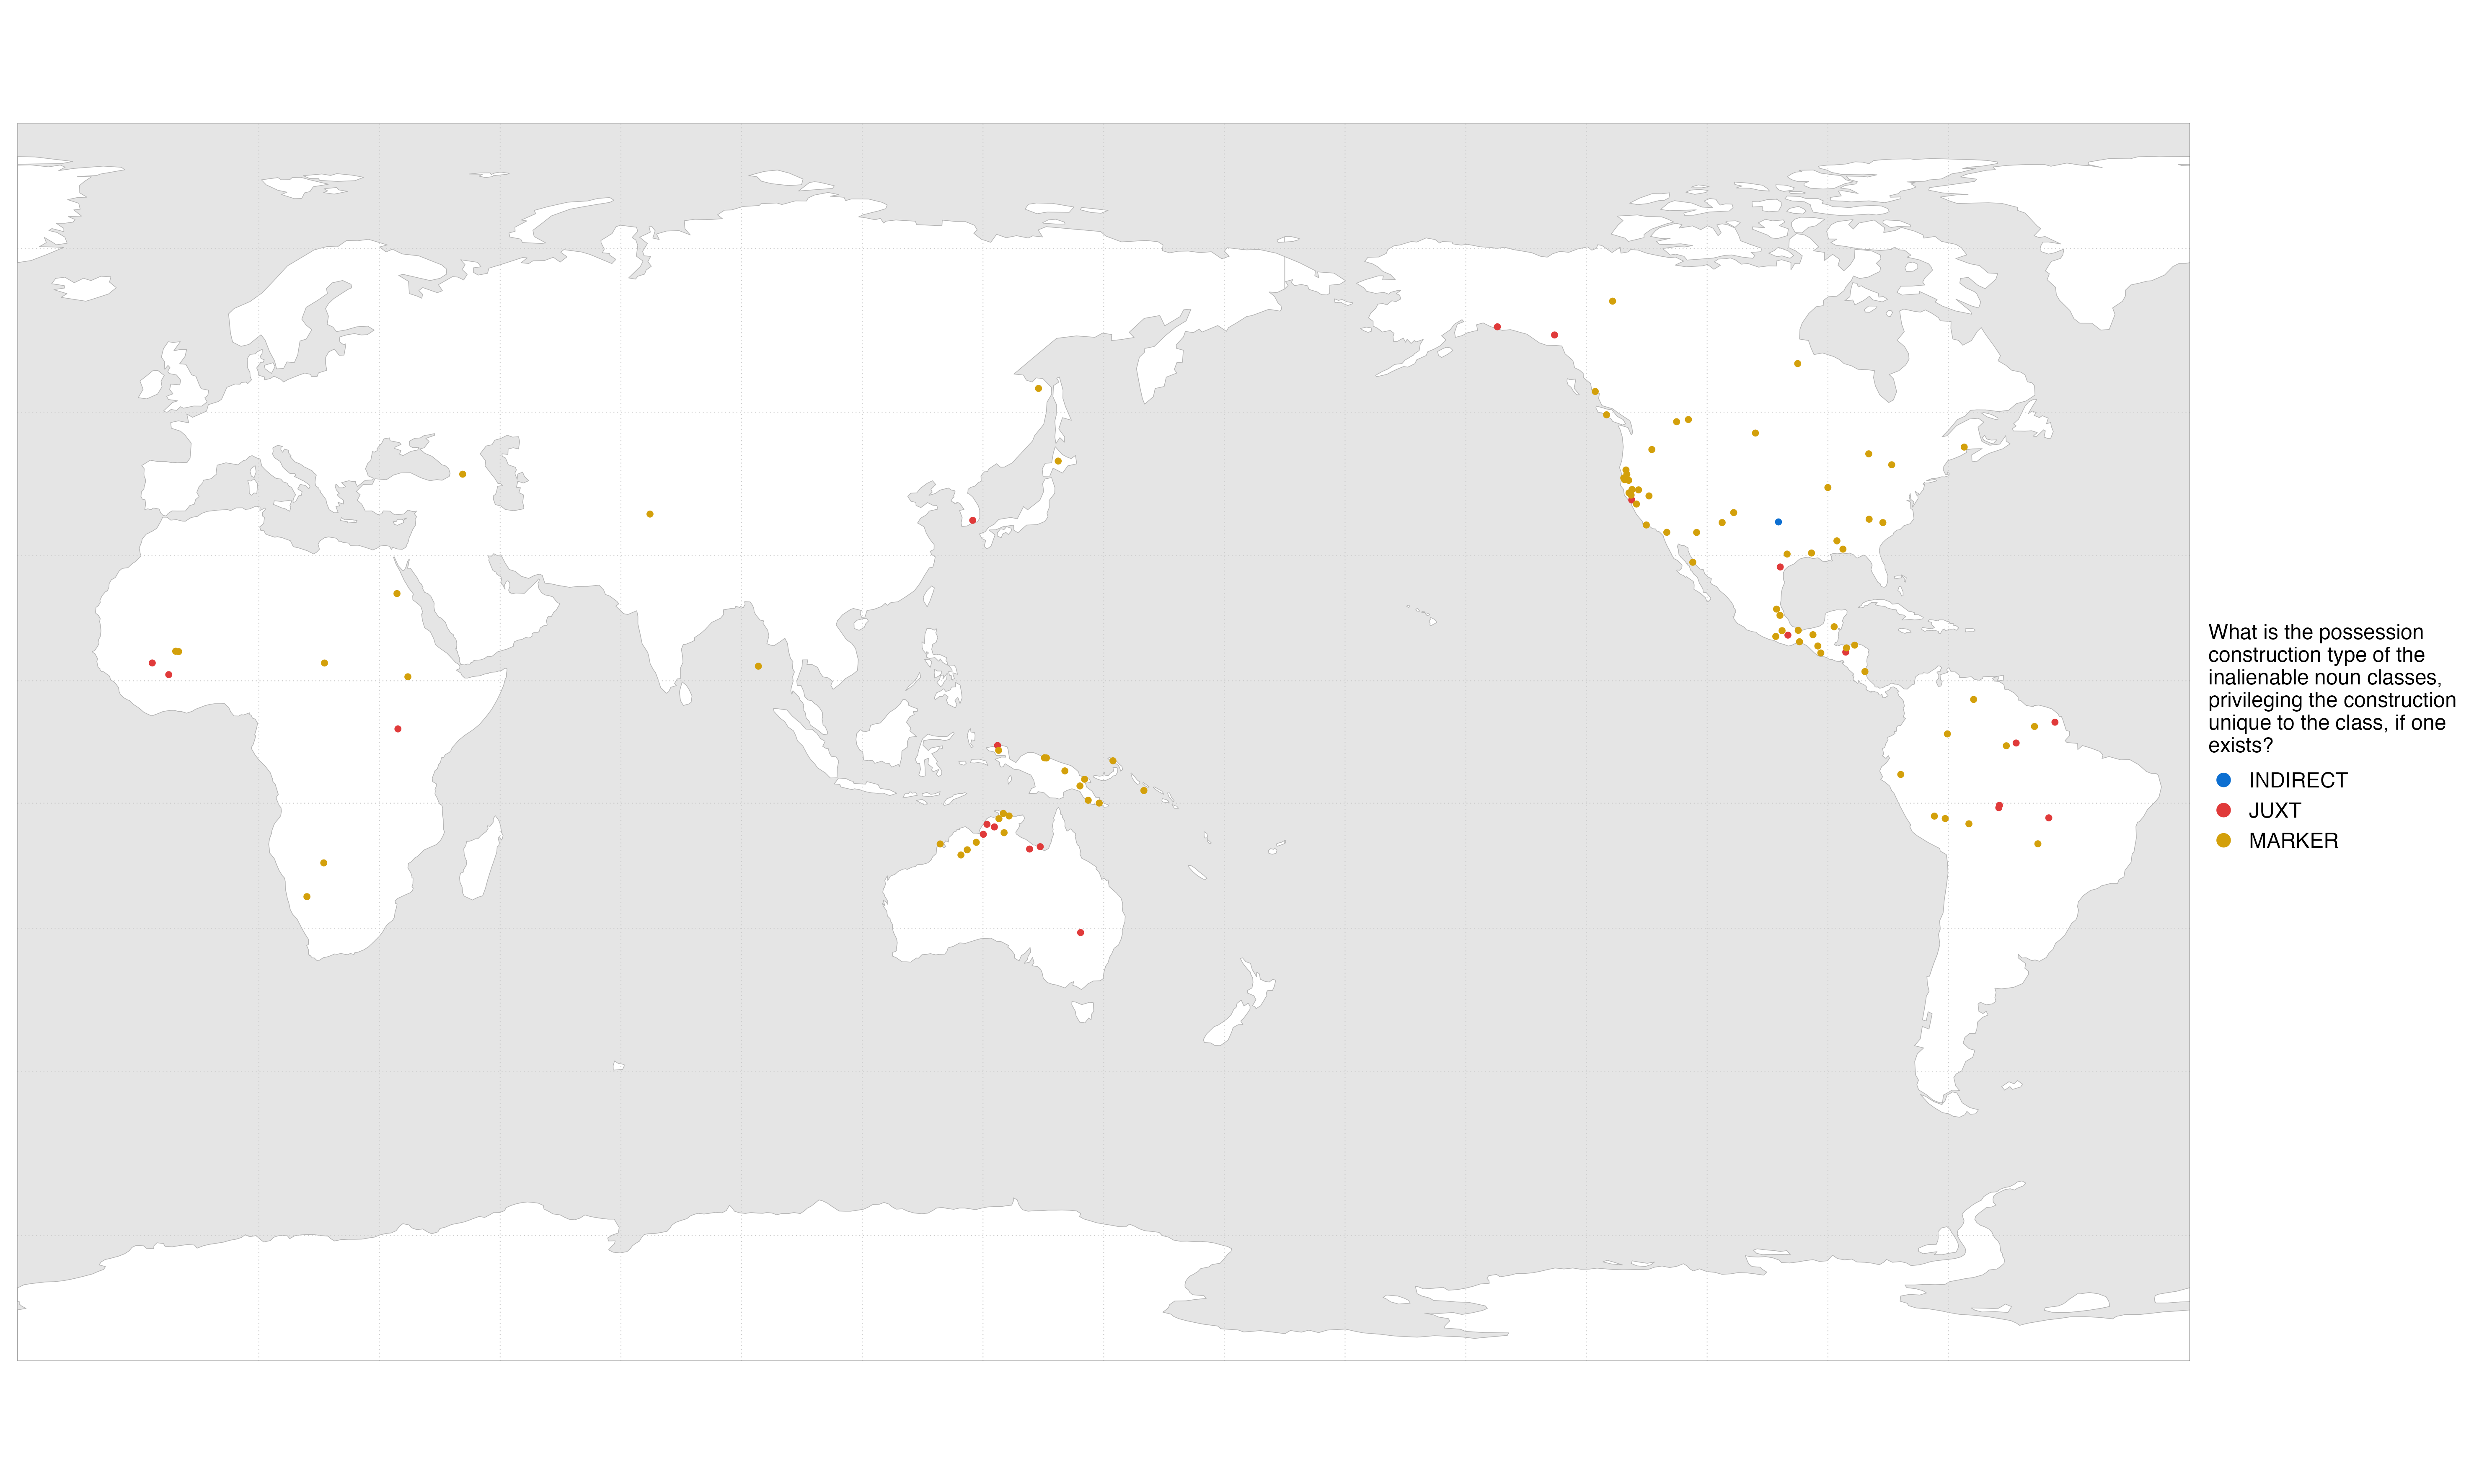 What is the possession
construction type of the
inalienable noun classes,
privileging the construction
unique to the class, if one
exists?
INDIRECT
JUXT
MARKER